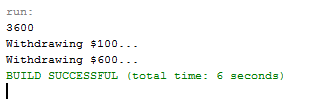 run:
3600
Withdrawing $100...
Withdrawing $600...
BUILD SUCCESSFUL (total time: 6 seconds)